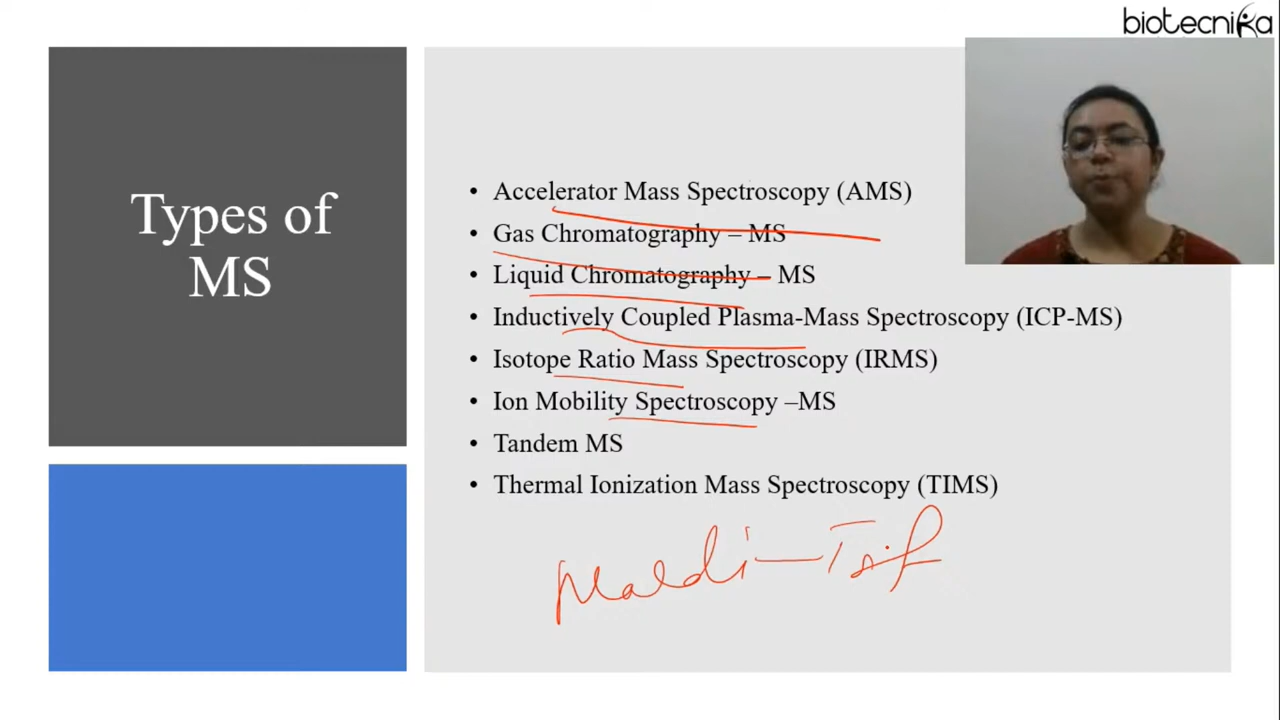 biotecnika
Types of
MS
• Accelerator Mass Spectroscopy (AMS)
• Gas Chromatography – MS
• Liquid Chromatography – MS
• Inductively Coupled Plasma-Mass Spectroscopy (ICP-MS)
• Isotope Ratio Mass Spectroscopy (IRMS)
• Ion Mobility Spectroscopy –MS
• Tandem MS
• Thermal Ionization Mass Spectroscopy (TIMS)
Maldi–Tof